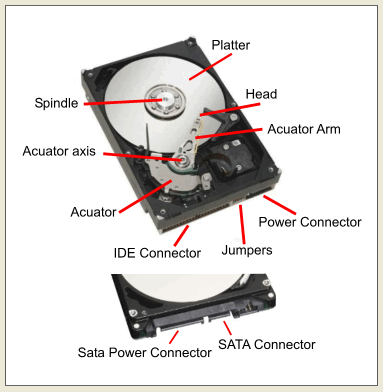 Platter
Head
Spindle
Acuator Arm
Acuator axis
Acuator
Power Connector
IDE Connector
Jumpers
SATA Connector
Sata Power Connector